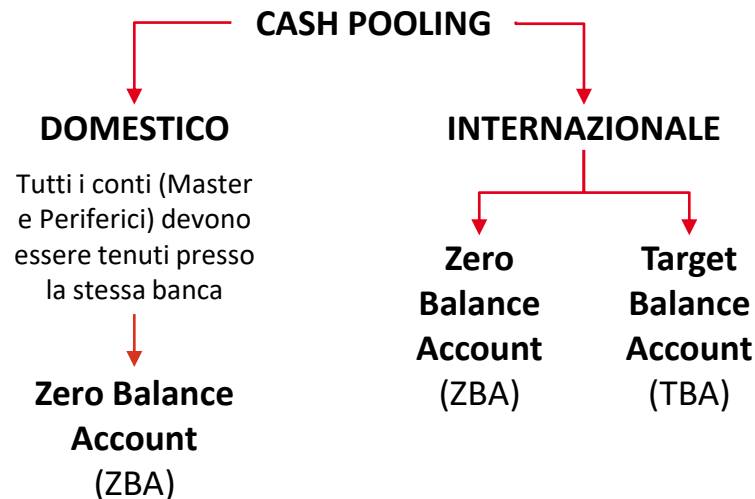 CASH POOLING
DOMESTICO
Tutti i conti (Master
e Periferici) devono
essere tenuti presso
la stessa banca
Zero Balance
Account
(ZBA)
INTERNAZIONALE
Zero
Balance
Account
(ZBA)
Target
Balance
Account
(TBA)